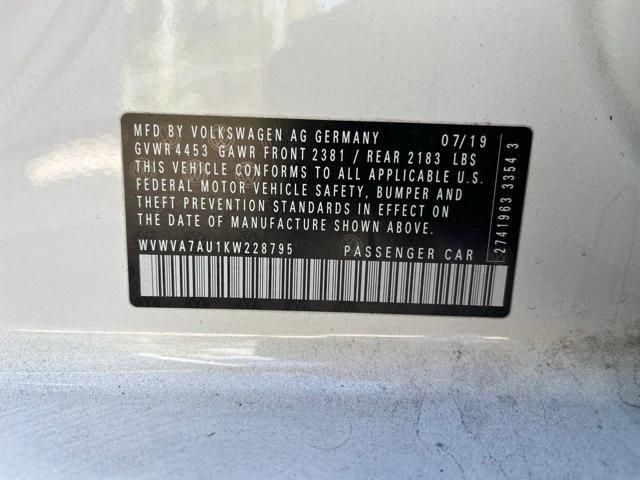 MFD BY VOLKSWAGEN AG GERMANY 07/19
GVWR 4453 GAWR FRONT 2381 / REAR 2183 LBS
THIS VEHICLE CONFORMS TO ALL APPLICABLE U.S.
FEDERAL MOTOR VEHICLE SAFETY, BUMPER AND
THEFT PREVENTION STANDARDS IN EFFECT ON
THE DATE OF MANUFACTURE SHOWN ABOVE.
WVWVA7AU1KW228795 PASSENGER CAR
2741963 3354 3